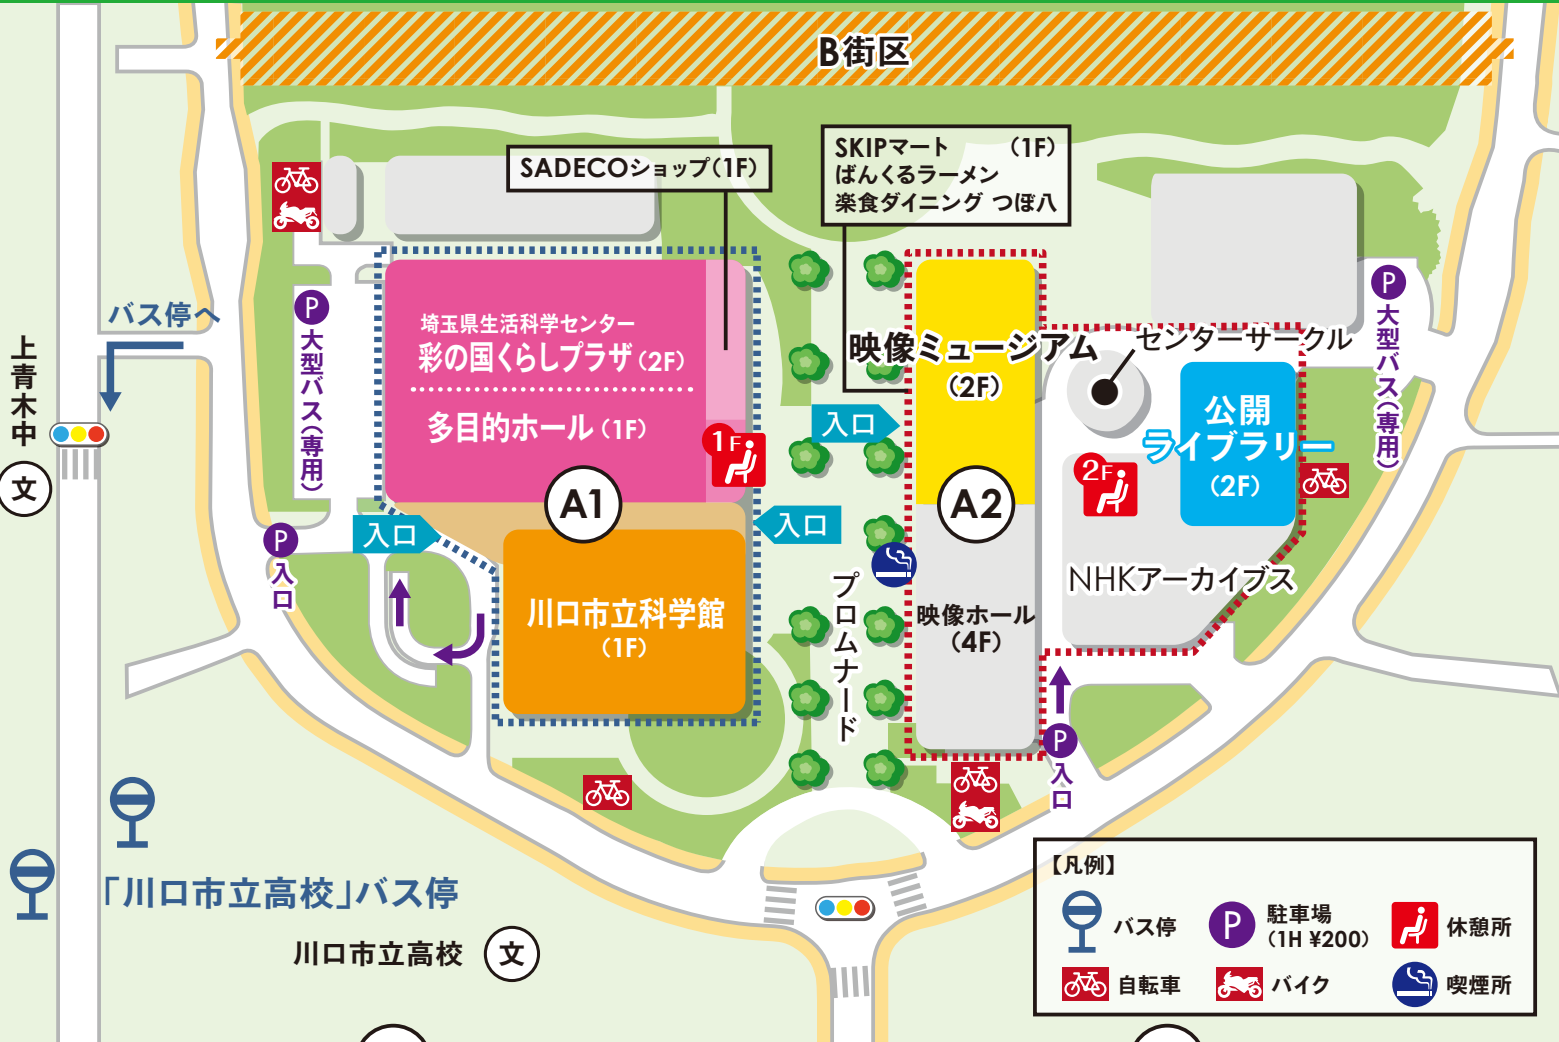 B街区
SADECOショップ(1F)
SKIPマート (1F)
ばんくるラーメン
楽食ダイニング つぼ八
バス停へ
上青木中
文
P
大型バス(専用)
P
入口
埼玉県生活科学センター
彩の国くらしプラザ(2F)
多目的ホール(1F)
1F
A1
入口
入口
川口市立科学館
(1F)
プロムナード
映像ミュージアム
(2F)
入口
A2
映像ホール
(4F)
センターサークル
公開
ライブラリー
(2F)
2F
NHKアーカイブス
P
大型バス(専用)
P
入口
「川口市立高校」バス停
川口市立高校
文
【凡例】
バス停
P
駐車場
(1H ¥200)
休憩所
自転車
バイク
喫煙所